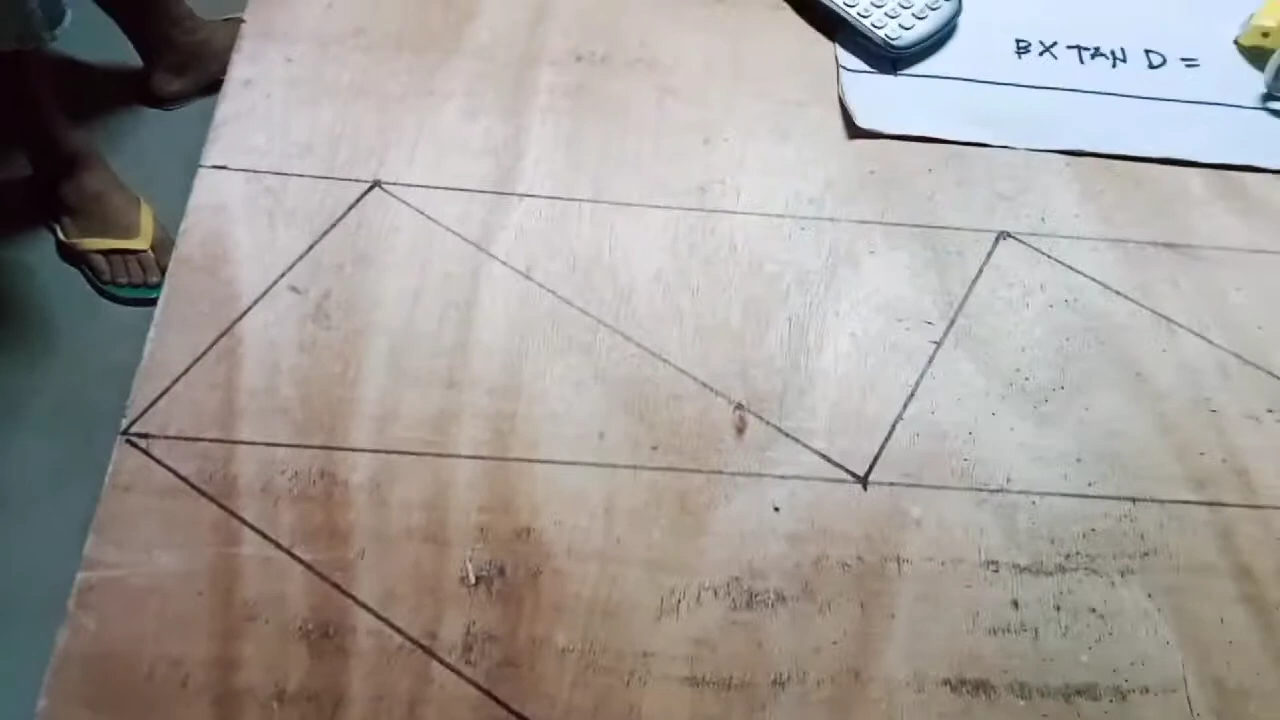 B X TAN D =